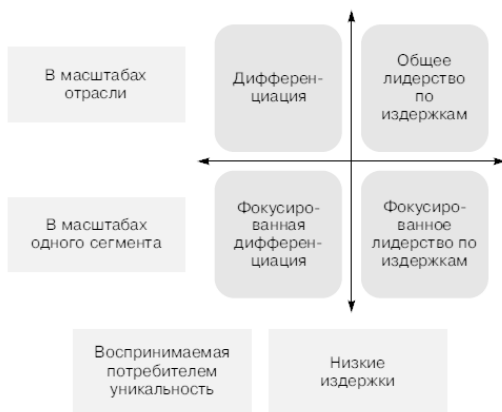 В масштабах
отрасли
Дифферен-
циация
Общее
лидерство
по
издержкам
В масштабах
одного сегмента
Фокусиро-
ванная
дифферен-
циация
Фокусиро-
ванное
лидерство по
издержкам
Воспринимаемая
потребителем
уникальность
Низкие
издержки